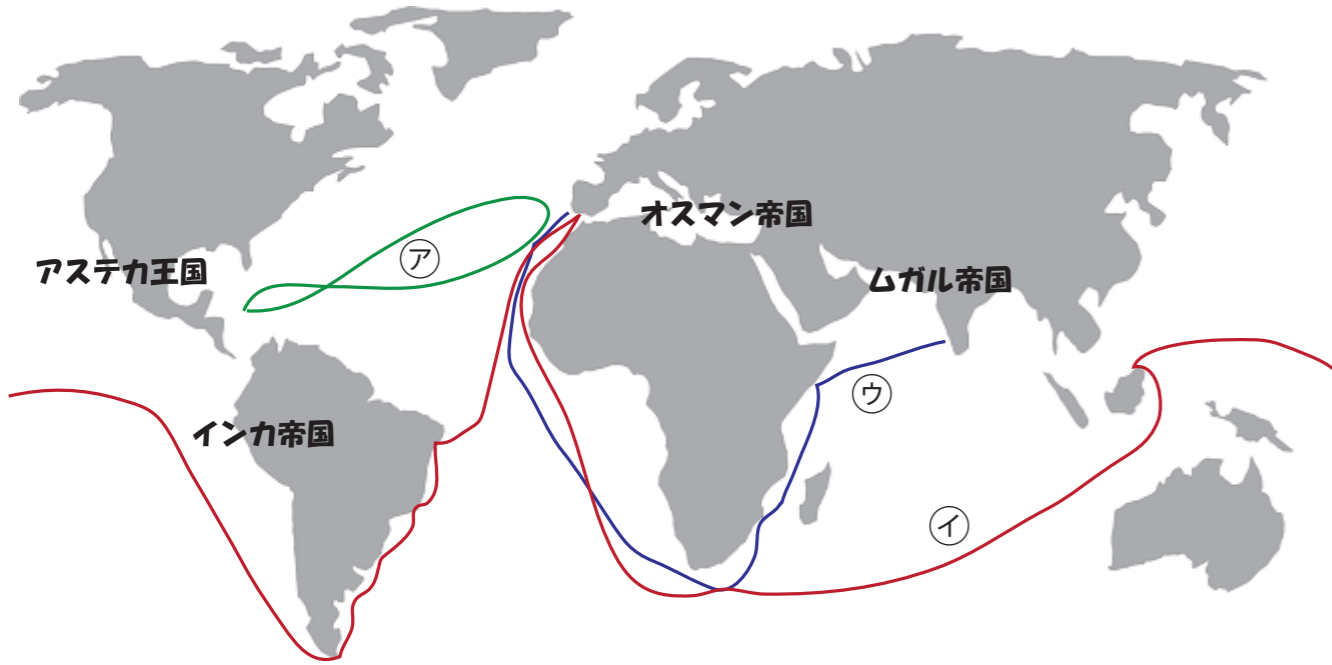 オスマン帝国
ア
アステカ王国
ムガル帝国
ウ
インカ帝国
イ